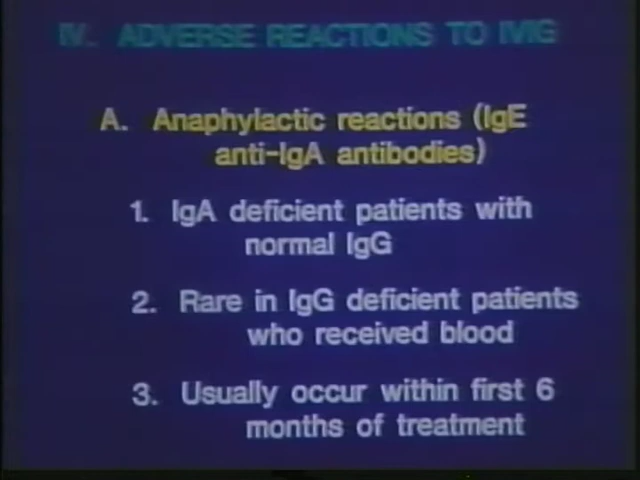 IV. ADVERSE REACTIONS TO IVIG
A. Anaphylactic reactions (IgE
anti-IgA antibodies)
1. IgA deficient patients with
normal IgG
2. Rare in IgG deficient patients
who received blood
3. Usually occur within first 6
months of treatment